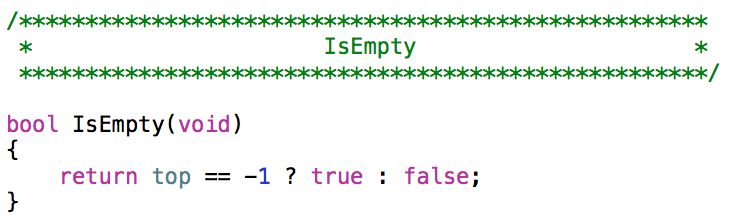 /****************************************************
 *                      IsEmpty                     *
 ****************************************************/
bool IsEmpty(void)
{
    return top == -1 ? true : false;
}